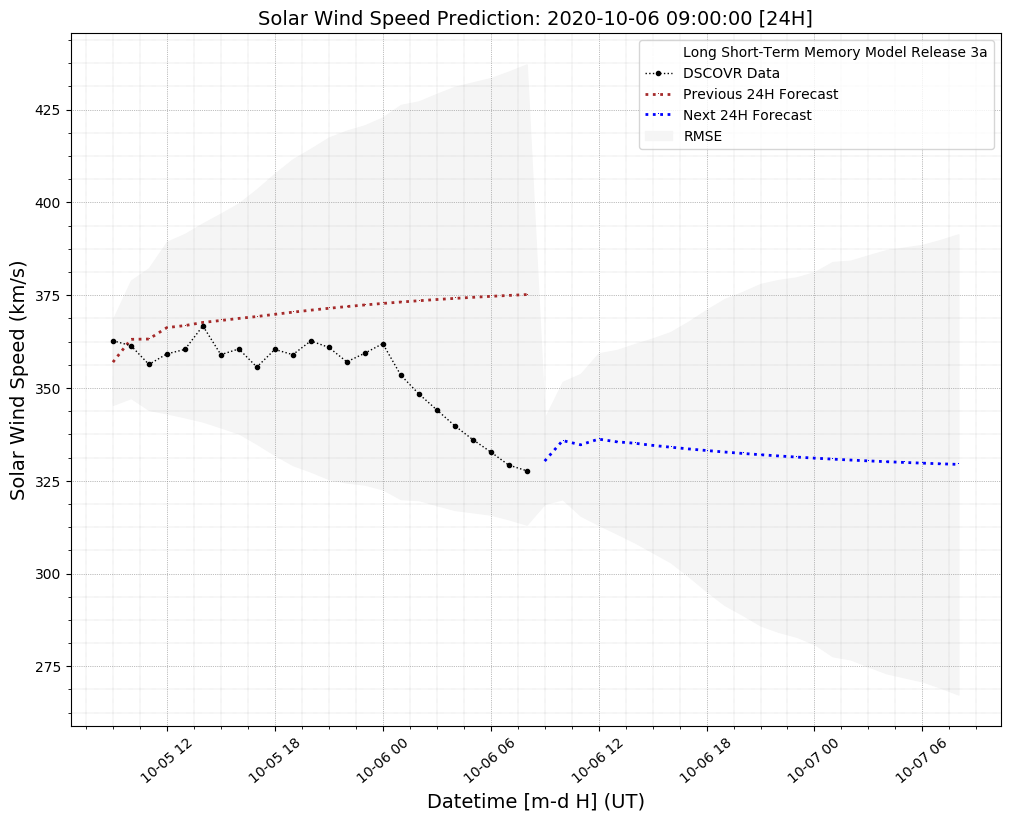 Solar Wind Speed Prediction: 2020-10-06 09:00:00 [24H]
Long Short-Term Memory Model Release 3a
DSCOVR Data
Previous 24H Forecast
Next 24H Forecast
RMSE
Solar Wind Speed (km/s)
425
400
375
350
325
300
275
10-05 12
10-05 18
10-06 00
10-06 06
10-06 12
10-06 18
10-07 00
10-07 06
Datetime [m-d H] (UT)